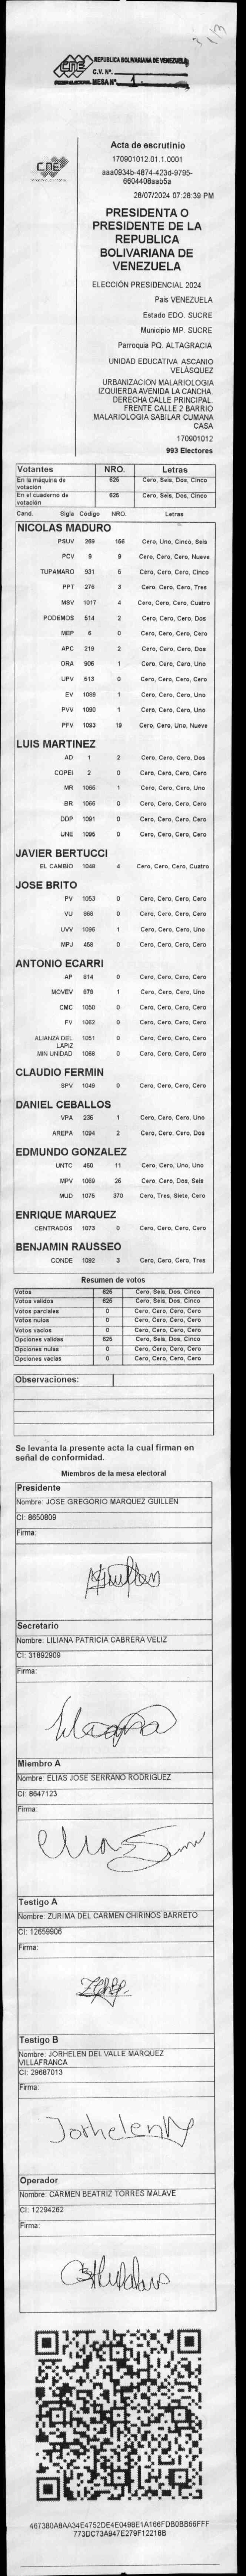 REPUBLICA BOLIVARIANA DE VENEZUELA
CNE
C.V. Nº.
MESA Nº 1
CNE
Acta de escrutinio
170901012.01.1.0001
aaa0934b-4874-423d-9795-
6604408aab5a
28/07/2024 07:28:39 PM
PRESIDENTA O
PRESIDENTE DE LA
REPUBLICA
BOLIVARIANA DE
VENEZUELA
ELECCIÓN PRESIDENCIAL 2024
Pais VENEZUELA
Estado EDO. SUCRE
Municipio MP. SUCRE
Parroquia PQ. ALTAGRACIA
UNIDAD EDUCATIVA ASCANIO
VELÁSQUEZ
URBANIZACION MALARIOLOGIA
IZQUIERDA AVENIDA LA CANCHA.
DERECHA CALLE PRINCIPAL.
FRENTE CALLE 2 BARRIO
MALARIOLOGIA SABILAR CUMANA
CASA
170901012
993 Electores
Votantes NRO. Letras
En la máquina de votación 625 Cero, Seis, Dos, Cinco
En el cuaderno de votación 625 Cero, Seis, Dos, Cinco
Cand. Sigla Código NRO. Letras
NICOLAS MADURO
PSUV 269 156 Cero, Uno, Cinco, Seis
PCV 9 9 Cero, Cero, Cero, Nueve
TUPAMARO 931 5 Cero, Cero, Cero, Cinco
PPT 276 3 Cero, Cero, Cero, Tres
MSV 1017 4 Cero, Cero, Cero, Cuatro
PODEMOS 514 2 Cero, Cero, Cero, Dos
MEP 6 0 Cero, Cero, Cero, Cero
APC 219 2 Cero, Cero, Cero, Dos
ORA 906 1 Cero, Cero, Cero, Uno
UPV 613 0 Cero, Cero, Cero, Cero
EV 1089 1 Cero, Cero, Cero, Uno
PVV 1090 1 Cero, Cero, Cero, Uno
PFV 1093 19 Cero, Cero, Uno, Nueve
LUIS MARTINEZ
AD 1 2 Cero, Cero, Cero, Dos
COPEI 2 0 Cero, Cero, Cero, Cero
MR 1065 1 Cero, Cero, Cero, Uno
BR 1066 0 Cero, Cero, Cero, Cero
DDP 1091 0 Cero, Cero, Cero, Cero
UNE 1095 0 Cero, Cero, Cero, Cero
JAVIER BERTUCCI
EL CAMBIO 1048 4 Cero, Cero, Cero, Cuatro
JOSE BRITO
PV 1053 0 Cero, Cero, Cero, Cero
VU 868 0 Cero, Cero, Cero, Cero
UVV 1096 1 Cero, Cero, Cero, Uno
MPJ 458 0 Cero, Cero, Cero, Cero
ANTONIO ECARRI
AP 814 0 Cero, Cero, Cero, Cero
MOVEV 878 1 Cero, Cero, Cero, Uno
CMC 1050 0 Cero, Cero, Cero, Cero
FV 1062 0 Cero, Cero, Cero, Cero
ALIANZA DEL LAPIZ 1061 0 Cero, Cero, Cero, Cero
MIN UNIDAD 1068 0 Cero, Cero, Cero, Cero
CLAUDIO FERMIN
SPV 1049 0 Cero, Cero, Cero, Cero
DANIEL CEBALLOS
VPA 236 1 Cero, Cero, Cero, Uno
AREPA 1094 2 Cero, Cero, Cero, Dos
EDMUNDO GONZALEZ
UNTC 460 11 Cero, Cero, Uno, Uno
MPV 1069 26 Cero, Cero, Dos, Seis
MUD 1075 370 Cero, Tres, Siete, Cero
ENRIQUE MARQUEZ
CENTRADOS 1073 0 Cero, Cero, Cero, Cero
BENJAMIN RAUSSEO
CONDE 1092 3 Cero, Cero, Cero, Tres
Resumen de votos
Votos 625 Cero, Seis, Dos, Cinco
Votos validos 625 Cero, Seis, Dos, Cinco
Votos parciales 0 Cero, Cero, Cero, Cero
Votos nulos 0 Cero, Cero, Cero, Cero
Votos vacios 0 Cero, Cero, Cero, Cero
Opciones validas 625 Cero, Seis, Dos, Cinco
Opciones nulas 0 Cero, Cero, Cero, Cero
Opciones vacias 0 Cero, Cero, Cero, Cero
Observaciones:
Se levanta la presente acta la cual firman en
señal de conformidad.
Miembros de la mesa electoral
Presidente
Nombre: JOSE GREGORIO MARQUEZ GUILLEN
CI: 8650809
Firma:
Secretario
Nombre: LILIANA PATRICIA CABRERA VELIZ
CI: 31892909
Firma:
Miembro A
Nombre: ELIAS JOSE SERRANO RODRIGUEZ
CI: 8647123
Firma:
Testigo A
Nombre: ZURIMA DEL CARMEN CHIRINOS BARRETO
CI: 12659906
Firma:
Testigo B
Nombre: JORHELEN DEL VALLE MARQUEZ
VILLAFRANCA
CI: 29687013
Firma:
Operador
Nombre: CARMEN BEATRIZ TORRES MALAVE
CI: 12294262
Firma:
467380A8AA34E4752DE4E0498E1A166FDB0BB66FFF
773DC73A947E279F12218B